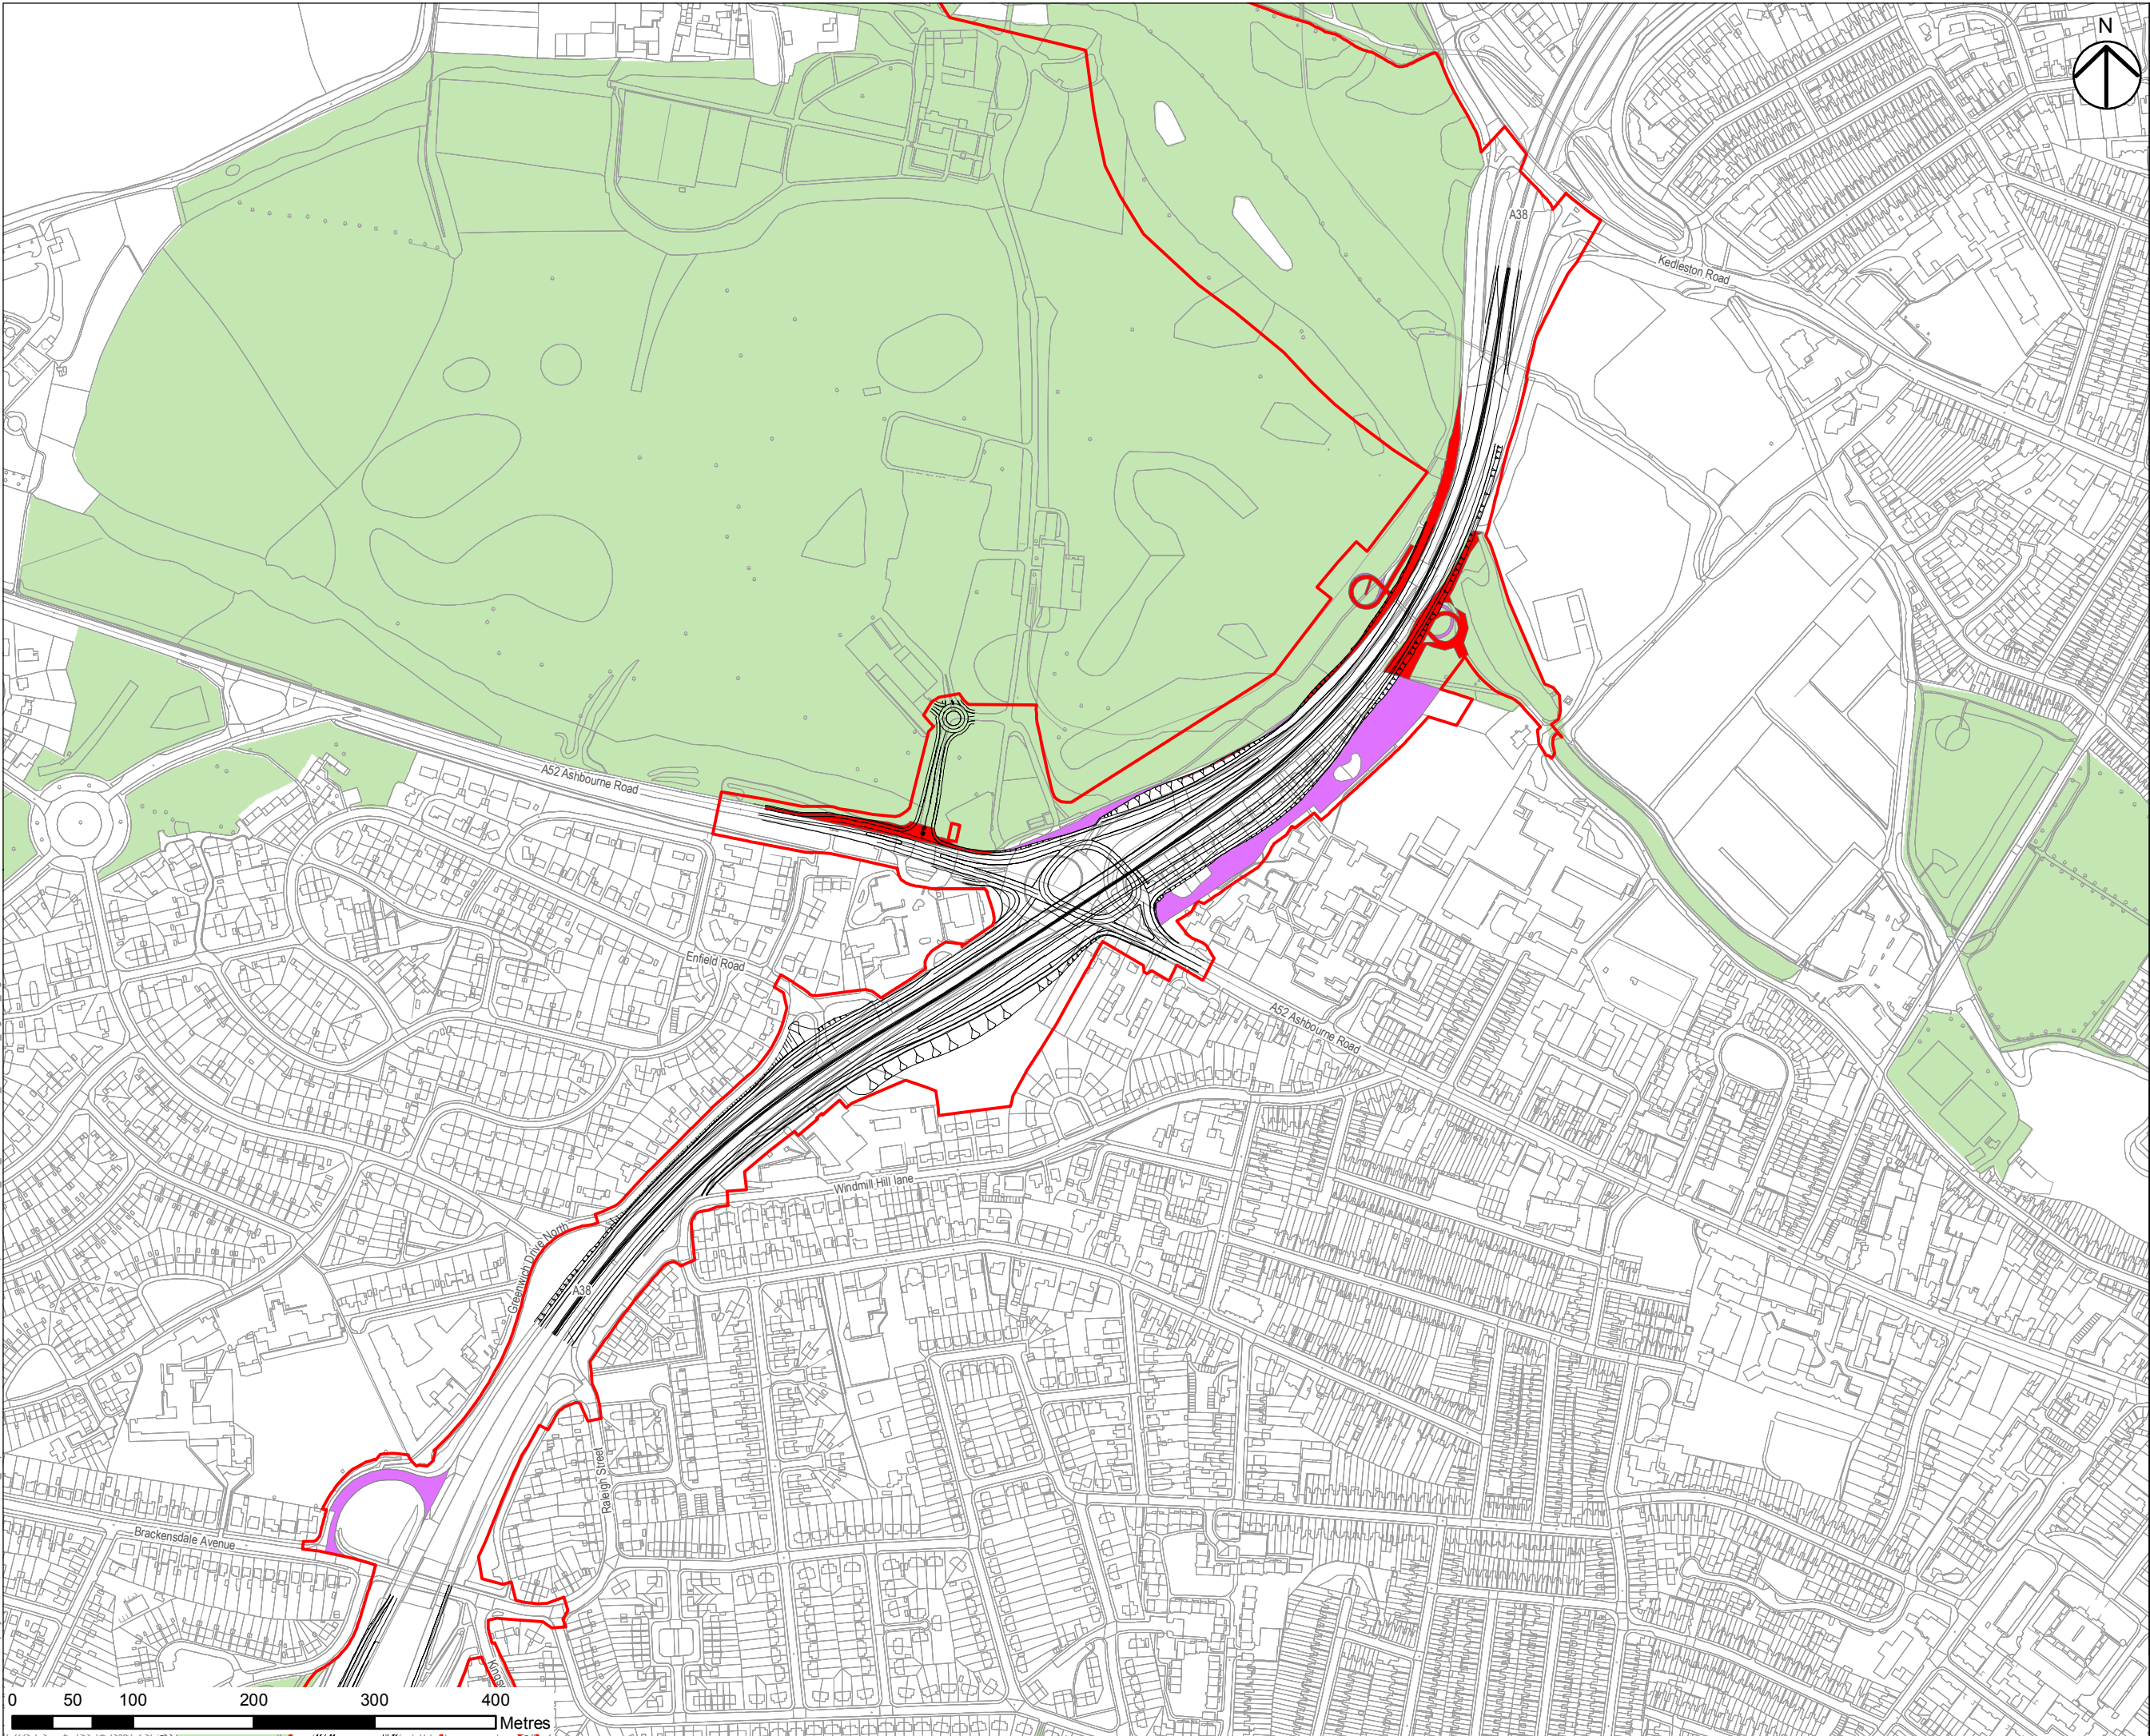 N
A38
Kedleston Road
A52 Ashbourne Road
Enfield Road
A52 Ashbourne Road
Windmill Hill lane
Greenwich Drive North
A38
Raleigh Street
Brackensdale Avenue
0 50 100 200 300 400
Metres